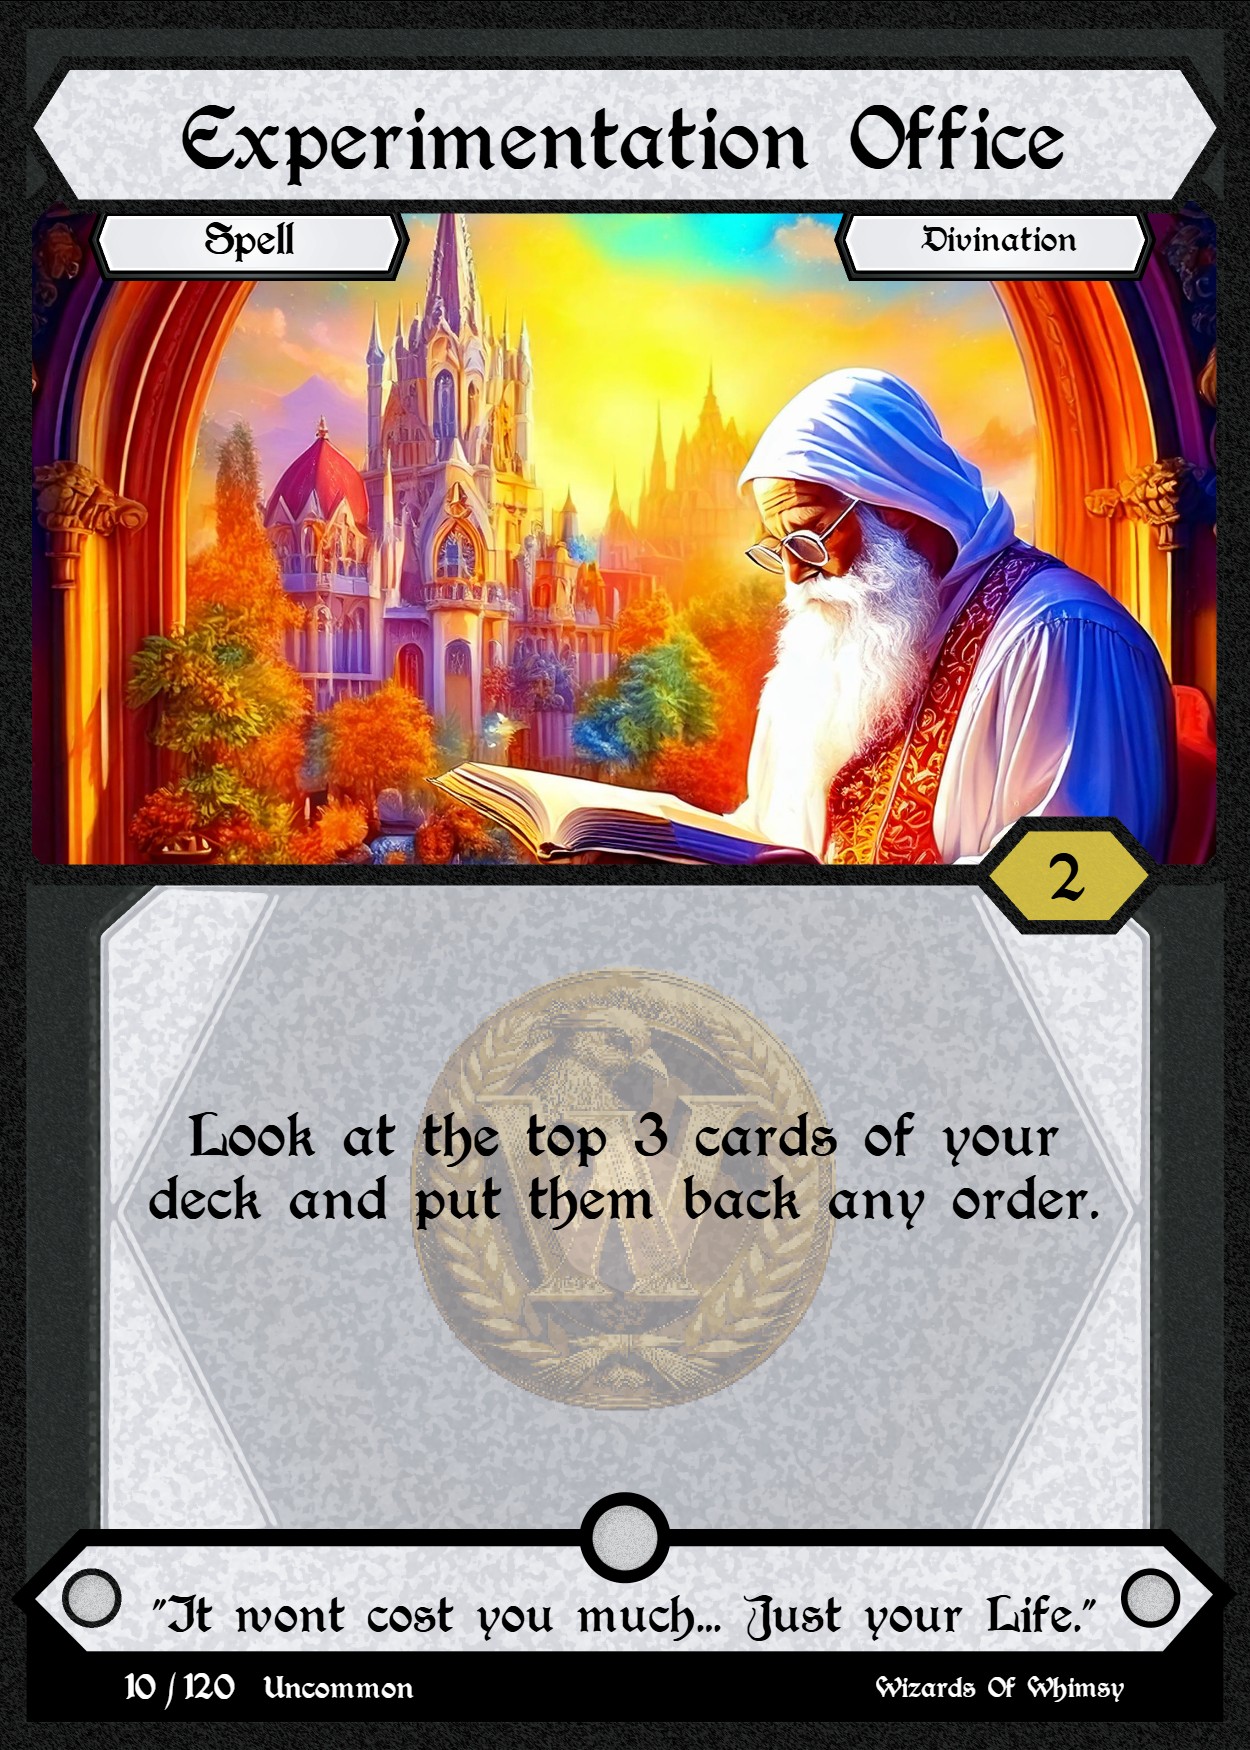 Experimentation Office
Spell
Divination
2
Look at the top 3 cards of your
deck and put them back any order.
W
"It wont cost you much... Just your Life."
10 / 120 Uncommon
Wizards Of Whimsy